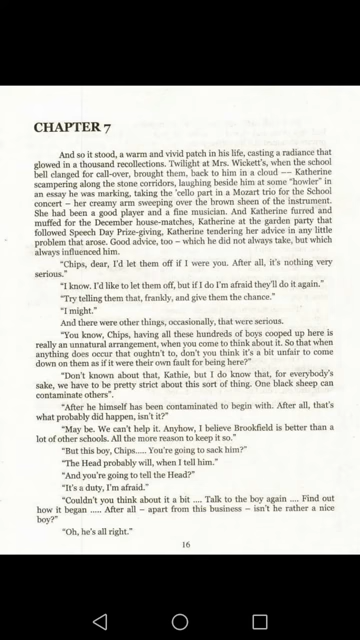 CHAPTER 7
And so it stood, a warm and vivid patch in his life, casting a radiance that
glowed in a thousand recollections. Twilight at Mrs. Wickett's, when the school
bell clanged for call-over, brought them, back to him in a cloud –– Katherine
scampering along the stone corridors, laughing beside him at some "howler" in
an essay he was marking, taking the 'cello part in a Mozart trio for the School
concert – her creamy arm sweeping over the brown sheen of the instrument.
She had been a good player and a fine musician. And Katherine furred and
muffed for the December house-matches, Katherine at the garden party that
followed Speech Day Prize-giving, Katherine tendering her advice in any little
problem that arose. Good advice, too – which he did not always take, but which
always influenced him.
"Chips, dear, I'd let them off if I were you. After all, it's nothing very
serious."
"I know. I'd like to let them off, but if I do I'm afraid they'll do it again."
"Try telling them that, frankly, and give them the chance."
"I might."
And there were other things, occasionally, that were serious.
"You know, Chips, having all these hundreds of boys cooped up here is
really an unnatural arrangement, when you come to think about it. So that when
anything does occur that oughtn't to, don't you think it's a bit unfair to come
down on them as if it were their own fault for being here?"
"Don't known about that, Kathie, but I do know that, for everybody's
sake, we have to be pretty strict about this sort of thing. One black sheep can
contaminate others".
"After he himself has been contaminated to begin with. After all, that's
what probably did happen, isn't it?"
"May be. We can't help it. Anyhow, I believe Brookfield is better than a
lot of other schools. All the more reason to keep it so."
"But this boy, Chips..... You're going to sack him?"
"The Head probably will, when I tell him."
"And you're going to tell the Head?"
"It's a duty, I'm afraid."
"Couldn't you think about it a bit .... Talk to the boy again .... Find out
how it began ..... After all – apart from this business – isn't he rather a nice
boy?"
"Oh, he's all right."
16